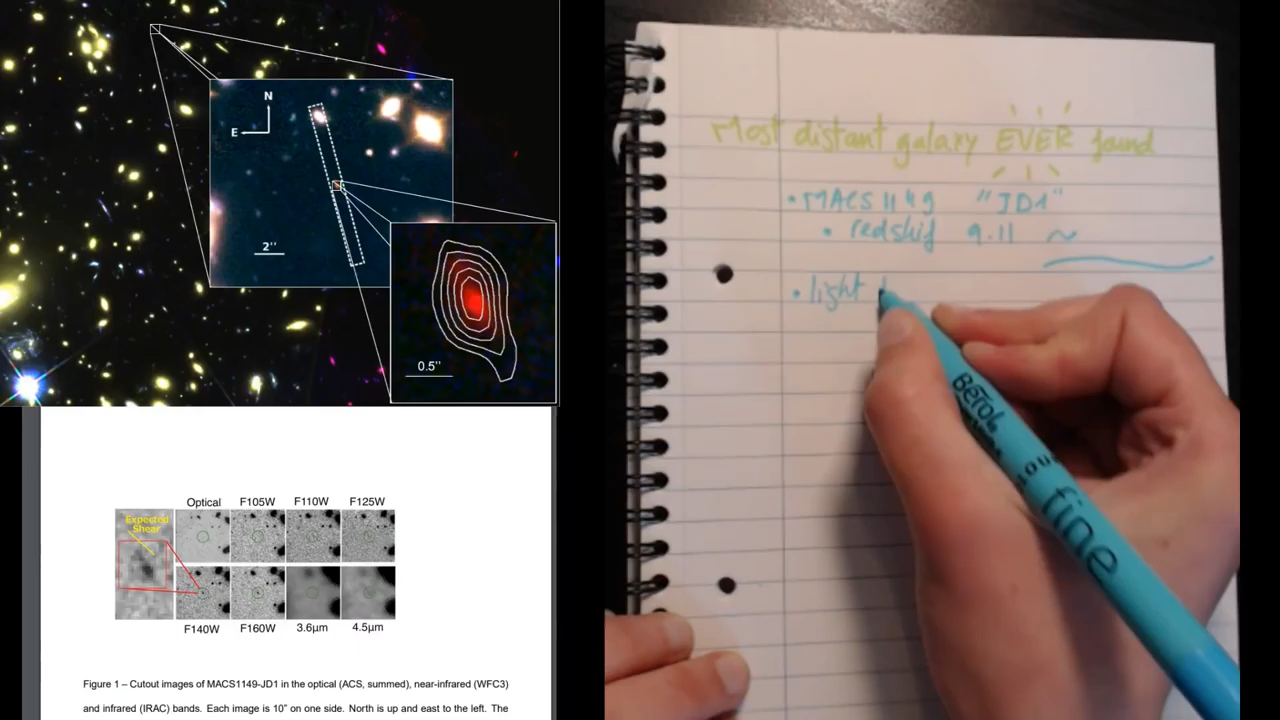 N
E
2''
0.5''
Expected
Shear
Optical F105W F110W F125W
F140W F160W 3.6μm 4.5μm
Figure 1 – Cutout images of MACS1149-JD1 in the optical (ACS, summed), near-infrared (WFC3)
and infrared (IRAC) bands. Each image is 10" on one side. North is up and east to the left. The
Most distant galaxy EVER found
• MACS 1149 "JD1"
• redshif 9.11 ~
• light
Berol
fine